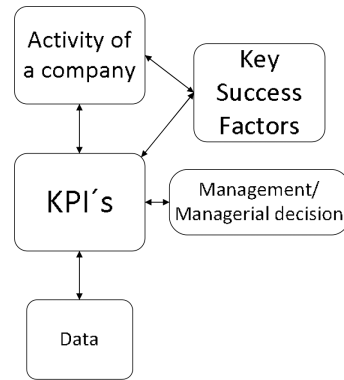 Activity of
a company
Key
Success
Factors
KPI´s
Management/
Managerial decision
Data